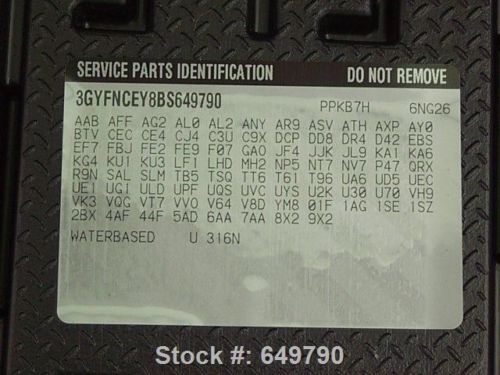 SERVICE PARTS IDENTIFICATION DO NOT REMOVE
3GYFNCEY8BS649790 PPKB7H 6NG26
AAB AFF AG2 AL0 AL2 ANY AR9 ASV ATH AXP AY0
BTV CEC CE4 CJ4 C3U C9X DCP DD8 DR4 D42 EBS
EF7 FBJ EV2 FE9 F07 GA0 JF4 JJK JL9 KA1 KA6
KG4 KU1 KU3 LF1 LHD MH2 NP5 NT7 NV7 P47 QRX
R9N SAL SLM TB5 TSQ TT6 T61 T96 UA6 UD5 UEC
UE1 UGI ULD UPF UQS UVC UYS U2K U30 U70 VH9
VK3 VQG VT7 VV0 V64 V8D YM8 01F 1AG 1SE 1SZ
2BX 4AF 44F 5AD 6AA 7AA 8X2 9X2
WATERBASED U 316N
Stock #: 649790